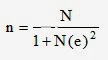 n = N / 1+N(e)²